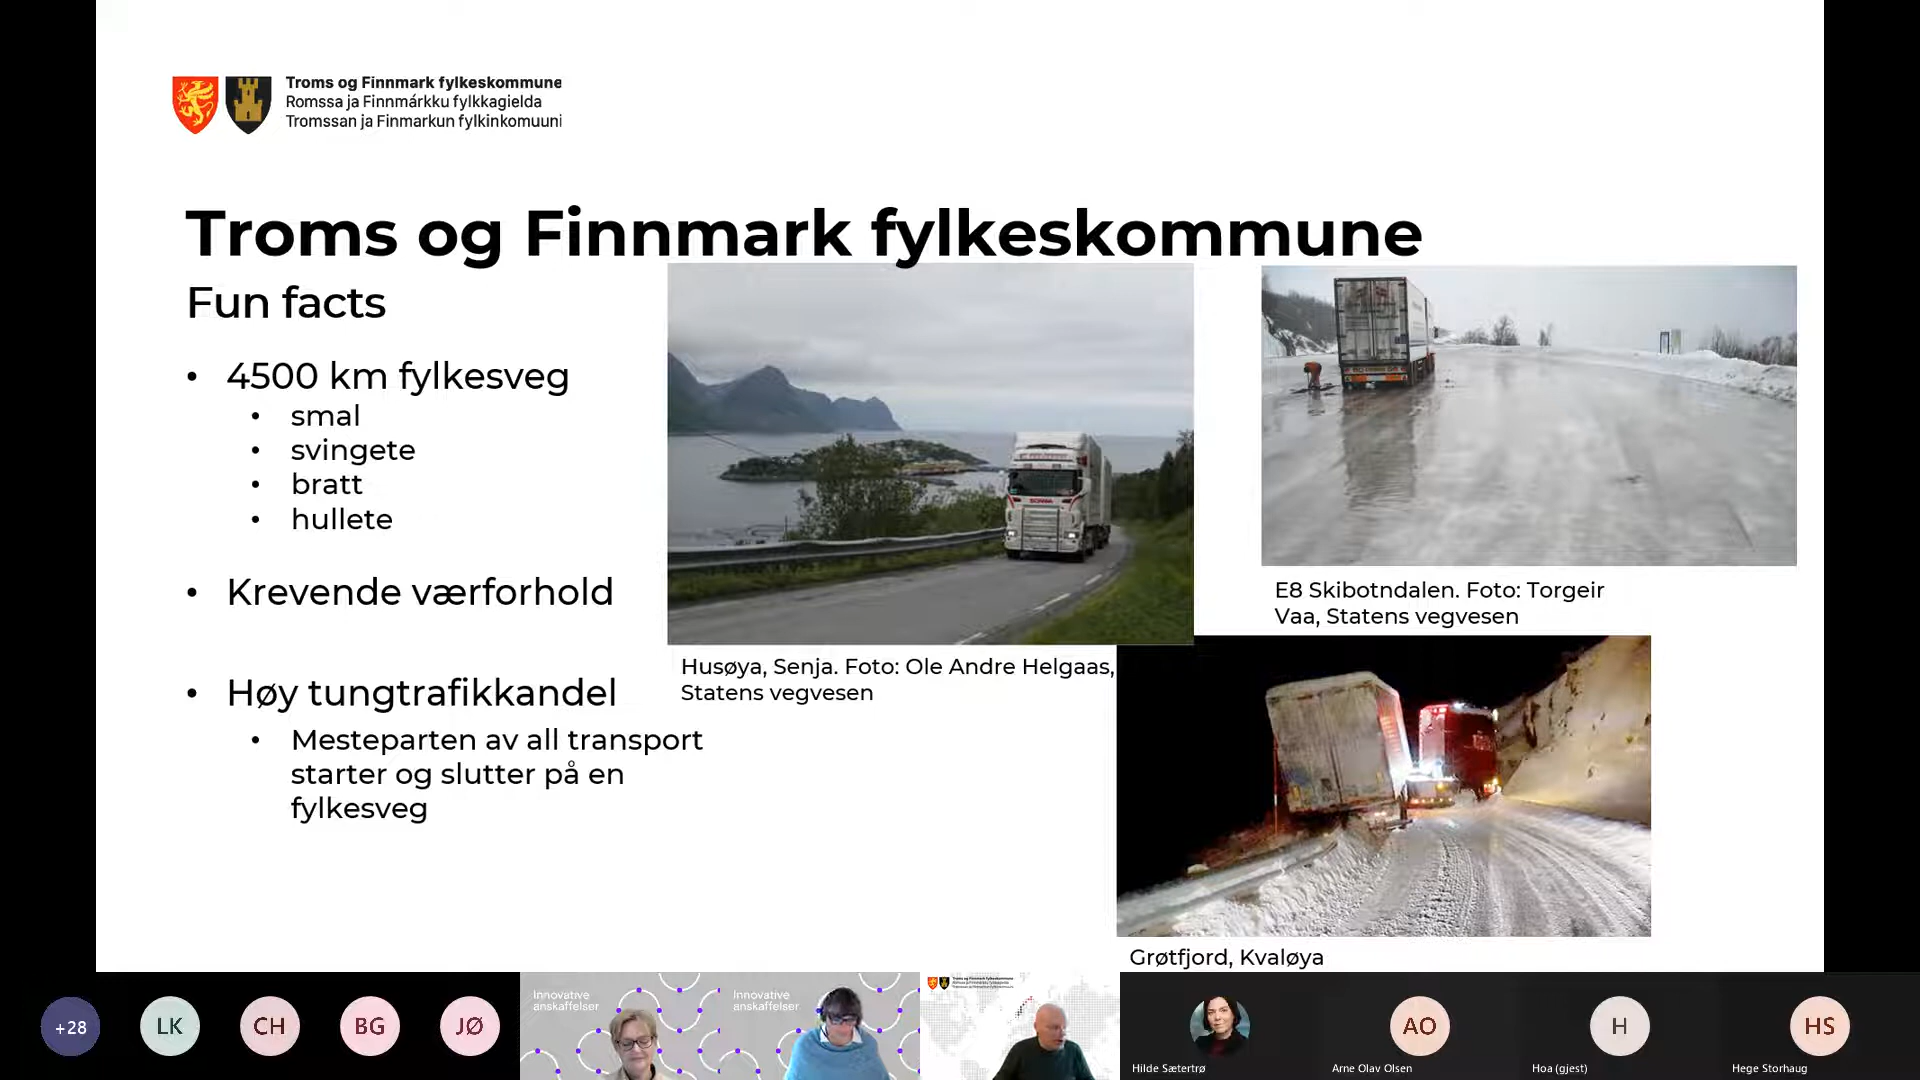 Troms og Finnmark fylkeskommune
Romssa ja Finnmárkku fylkkagielda
Tromssan ja Finmarkun fylkinkomuuni
Troms og Finnmark fylkeskommune
Fun facts
• 4500 km fylkesveg
• smal
• svingete
• bratt
• hullete
• Krevende værforhold
• Høy tungtrafikkandel
• Mesteparten av all transport
starter og slutter på en
fylkesveg
SCANIA
Husøya, Senja. Foto: Ole Andre Helgaas,
Statens vegvesen
E8 Skibotndalen. Foto: Torgeir
Vaa, Statens vegvesen
Grøtfjord, Kvaløya
+28
LK
CH
BG
JØ
Innovative
anskaffelser
Innovative
anskaffelser
Hilde Sætertrø
AO
Arne Olav Olsen
H
Hoa (gjest)
HS
Hege Storhaug